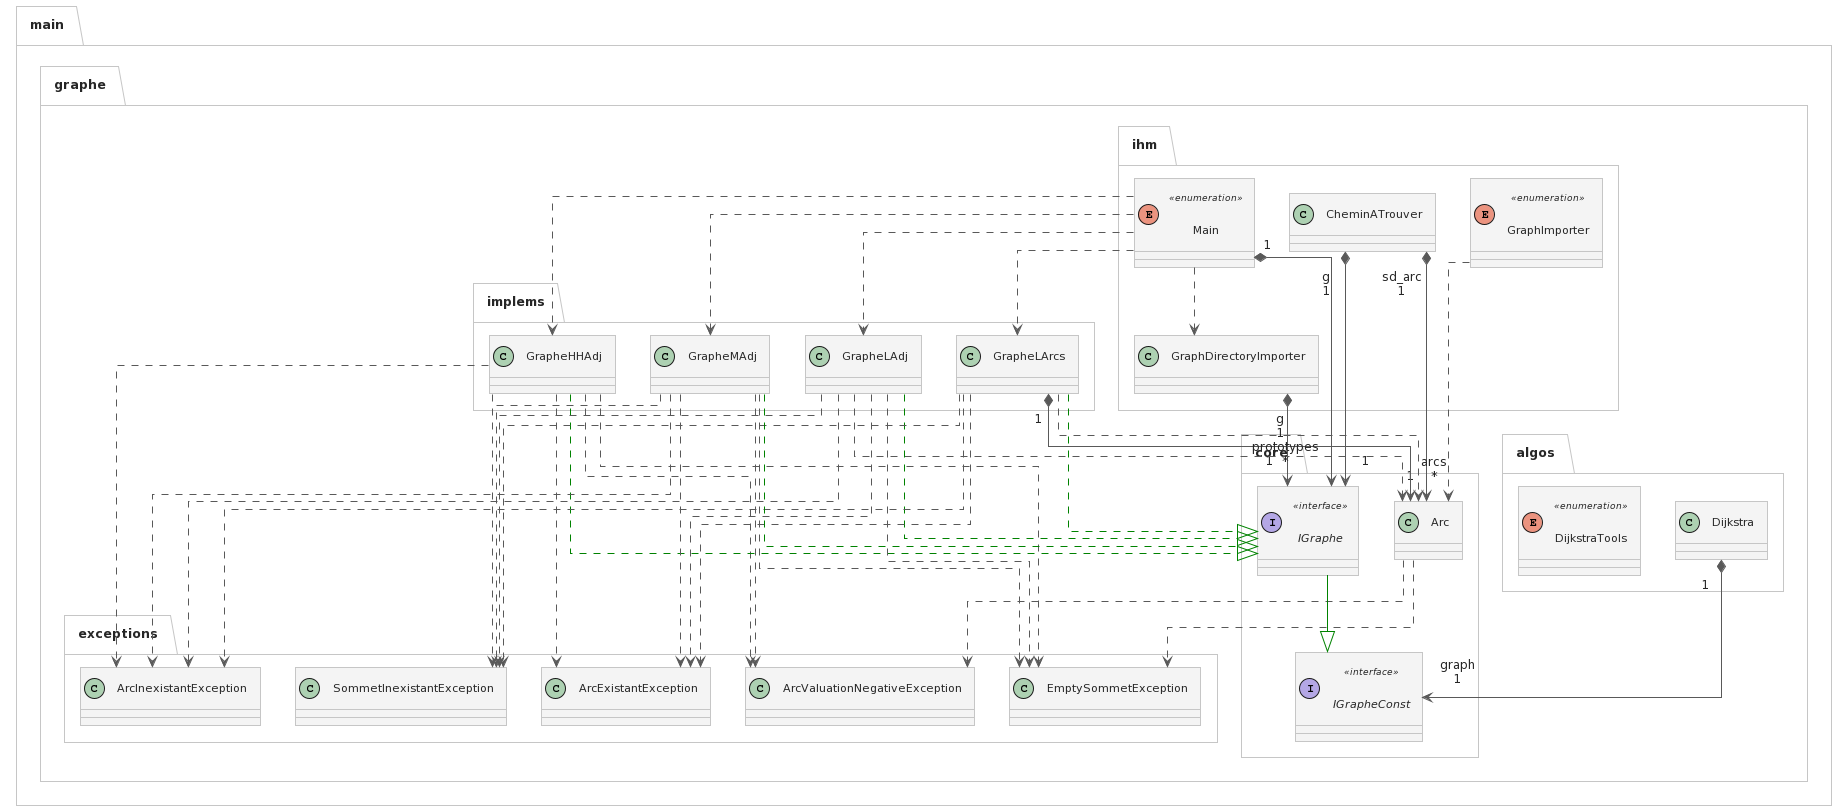 main
graphe
ihm
«enumeration»
E
Main
C
CheminATrouver
«enumeration»
E
GraphImporter
1
g
1
sd_arc
1
implems
C
GrapheHHAdj
C
GrapheMAdj
C
GrapheLAdj
C
GrapheLArcs
C
GraphDirectoryImporter
1
g
1
prototypes
core
1
*
1
arcs
1
*
algos
«interface»
I
IGraphe
C
Arc
«enumeration»
E
DijkstraTools
C
Dijkstra
1
exceptions
C
ArcInexistantException
C
SommetInexistantException
C
ArcExistantException
C
ArcValuationNegativeException
C
EmptySommetException
«interface»
I
IGrapheConst
graph
1